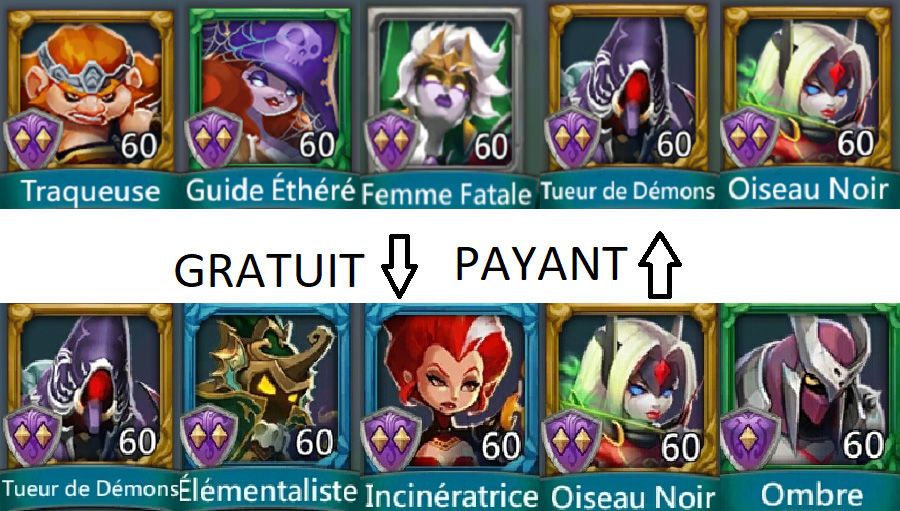 60 60 60 60 60
Traqueuse Guide Éthéré Femme Fatale Tueur de Démons Oiseau Noir
GRATUIT PAYANT
60 60 60 60 60
Tueur de Démons Élémentaliste Incinératrice Oiseau Noir Ombre